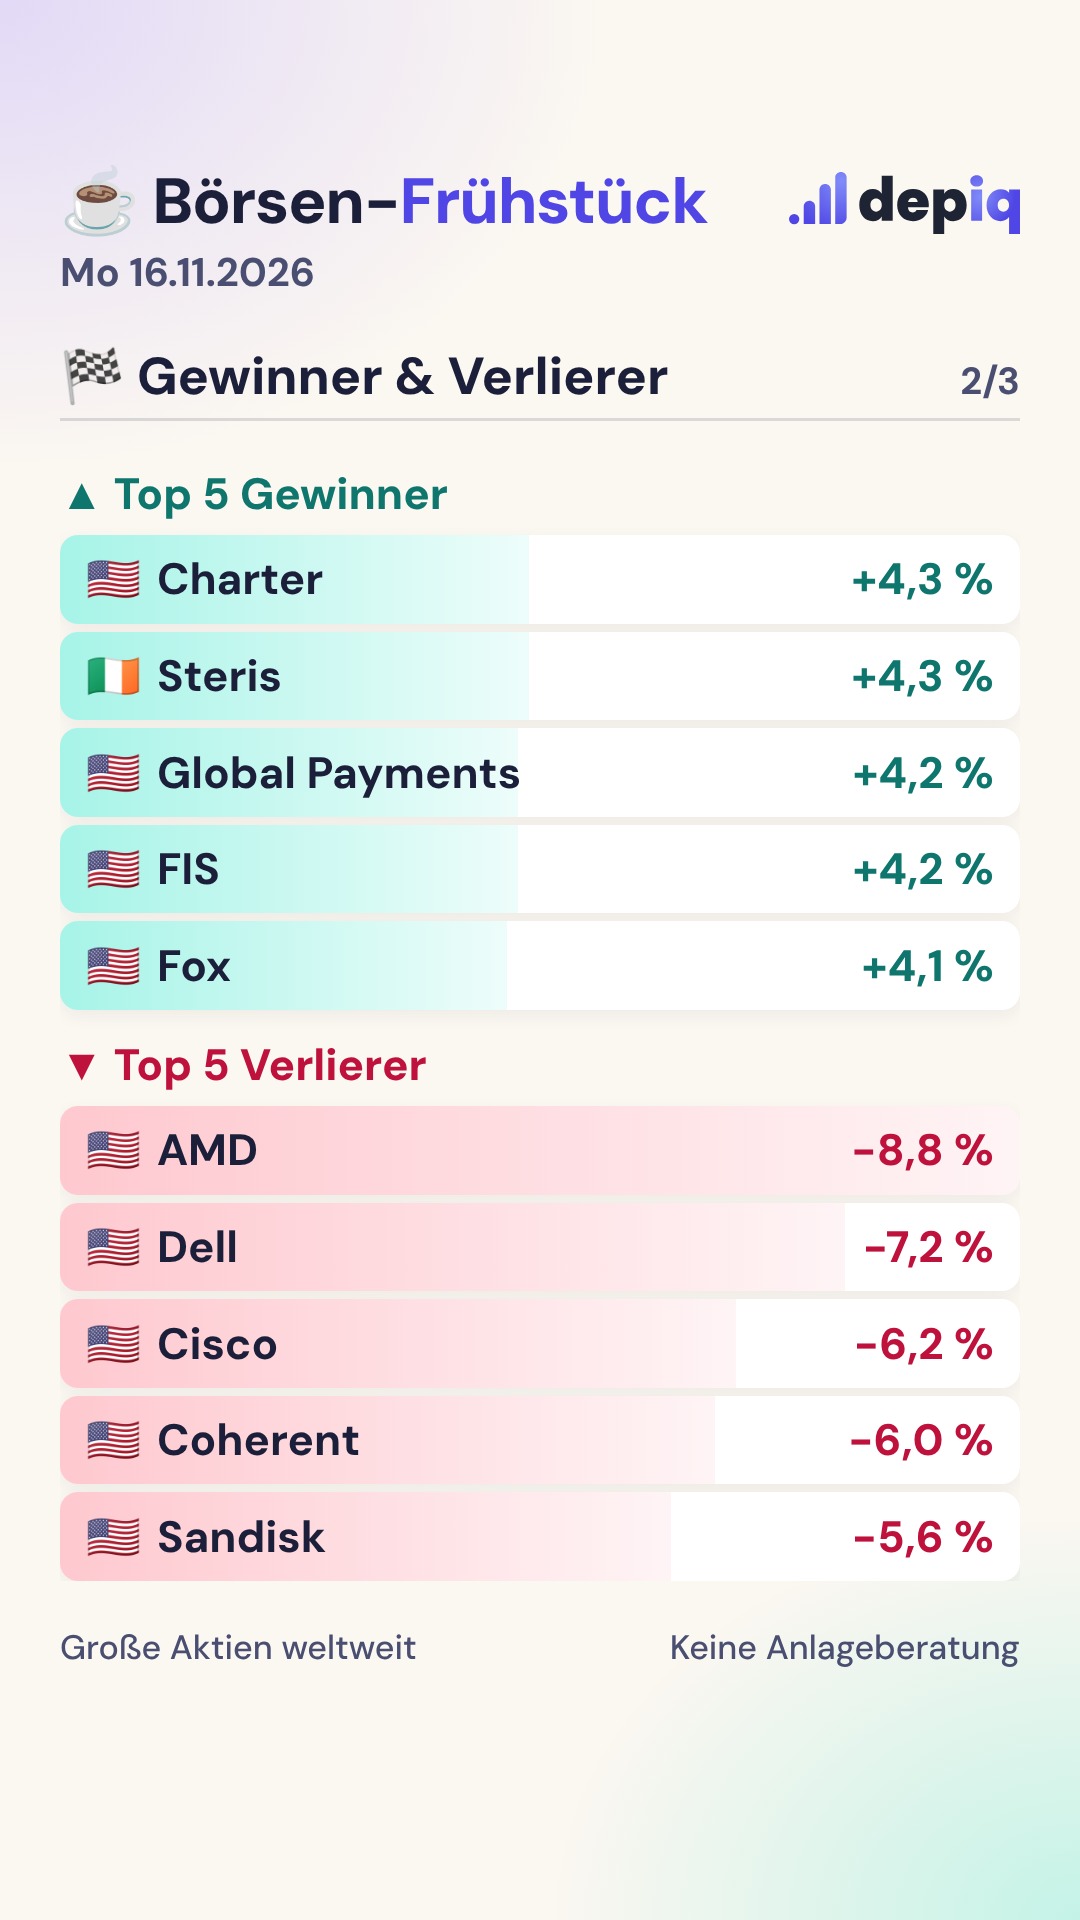 Börsen-Frühstück
depiq
Mo 16.11.2026
Gewinner & Verlierer
2/3
▲ Top 5 Gewinner
Charter +4,3 %
Steris +4,3 %
Global Payments +4,2 %
FIS +4,2 %
Fox +4,1 %
▼ Top 5 Verlierer
AMD -8,8 %
Dell -7,2 %
Cisco -6,2 %
Coherent -6,0 %
Sandisk -5,6 %
Große Aktien weltweit
Keine Anlageberatung